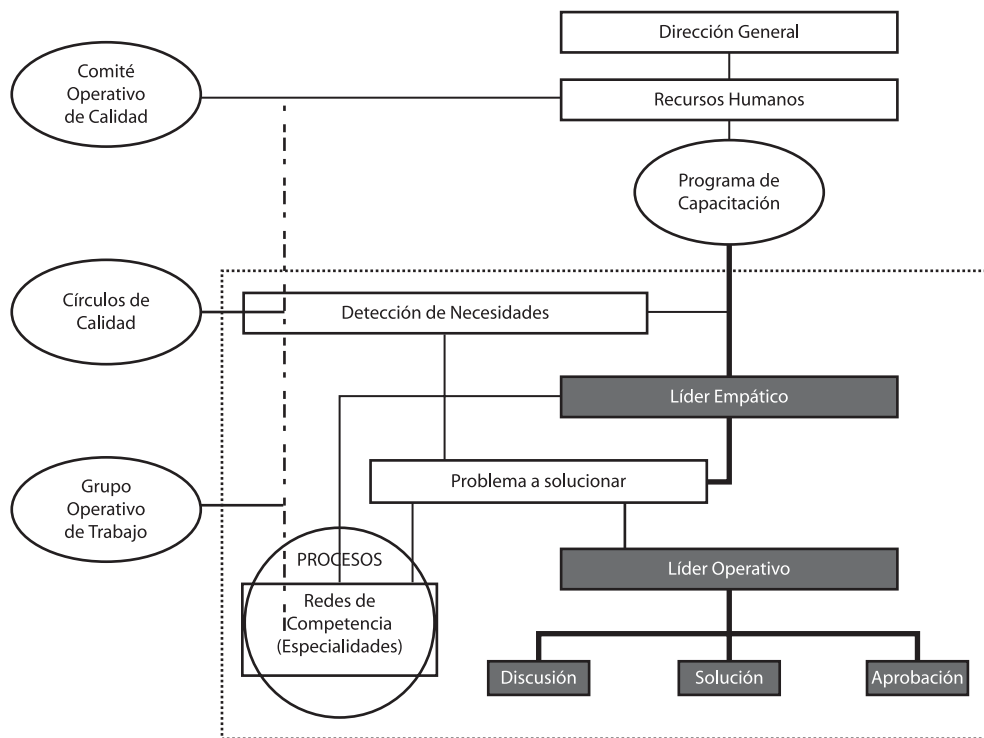 Dirección General
Comité
Operativo
de Calidad
Recursos Humanos
Programa de
Capacitación
Círculos de
Calidad
Detección de Necesidades
Líder Empático
Problema a solucionar
Grupo
Operativo
de Trabajo
PROCESOS
Líder Operativo
Redes de
Competencia
(Especialidades)
Discusión
Solución
Aprobación